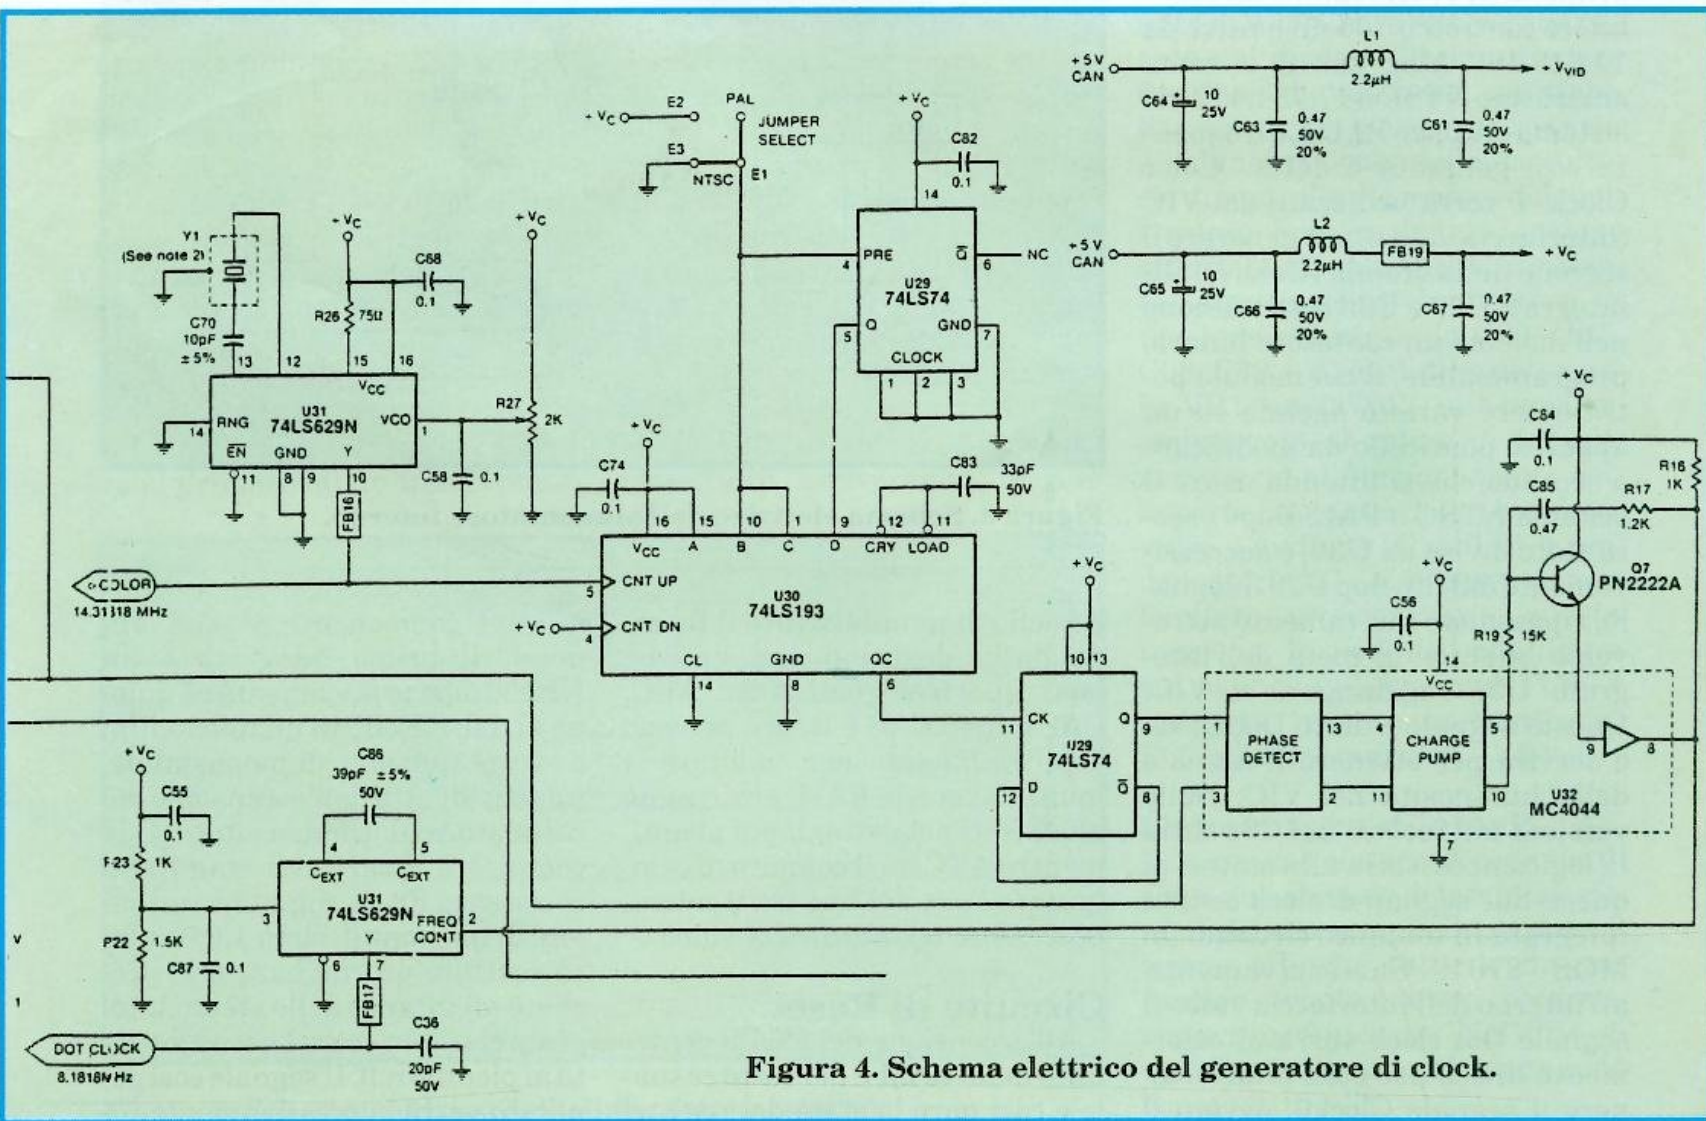 L1
+ 5 V
CAN
2.2µH
+ VVID
C64
10
25V
C63
0.47
50V
20%
C61
0.47
50V
20%
E2
PAL
+ VC
JUMPER
SELECT
E3
NTSC
E1
+ VC
C82
0.1
14
4
PRE
Q
6
NC
U29
74LS74
5
Q
GND
7
CLOCK
1
2
3
+ 5 V
CAN
L2
2.2µH
FB19
+ VC
C65
10
25V
C66
0.47
50V
20%
C67
0.47
50V
20%
Y1
(See note 2)
+ VC
+ VC
C68
0.1
R26
75Ω
C70
10pF
± 5%
13
12
15
16
VCC
U31
74LS629N
RNG
14
VCO
1
EN
GND
Y
11
8
9
10
FB16
R27
2K
C58
0.1
COLOR
14.31818 MHz
+ VC
C74
0.1
C83
33pF
50V
16
15
10
1
9
12
11
VCC
A
B
C
D
CRY
LOAD
5
CNT UP
U30
74LS193
+ VC
4
CNT DN
CL
GND
QC
14
8
6
+ VC
10
13
11
CK
Q
9
U29
74LS74
12
D
Q
8
+ VC
C84
0.1
C85
0.47
R17
1.2K
R16
1K
Q7
PN2222A
+ VC
C56
0.1
R19
15K
14
VCC
1
PHASE
DETECT
13
4
CHARGE
PUMP
5
3
2
11
10
9
8
U32
MC4044
7
+ VC
C55
0.1
C86
39pF ± 5%
50V
4
5
CEXT
CEXT
1K
3
U31
74LS629N
FREQ
CONT
2
Y
1.5K
C87
0.1
6
7
FB17
V
1
DOT CLOCK
8.1818MHz
C36
20pF
50V
Figura 4. Schema elettrico del generatore di clock.